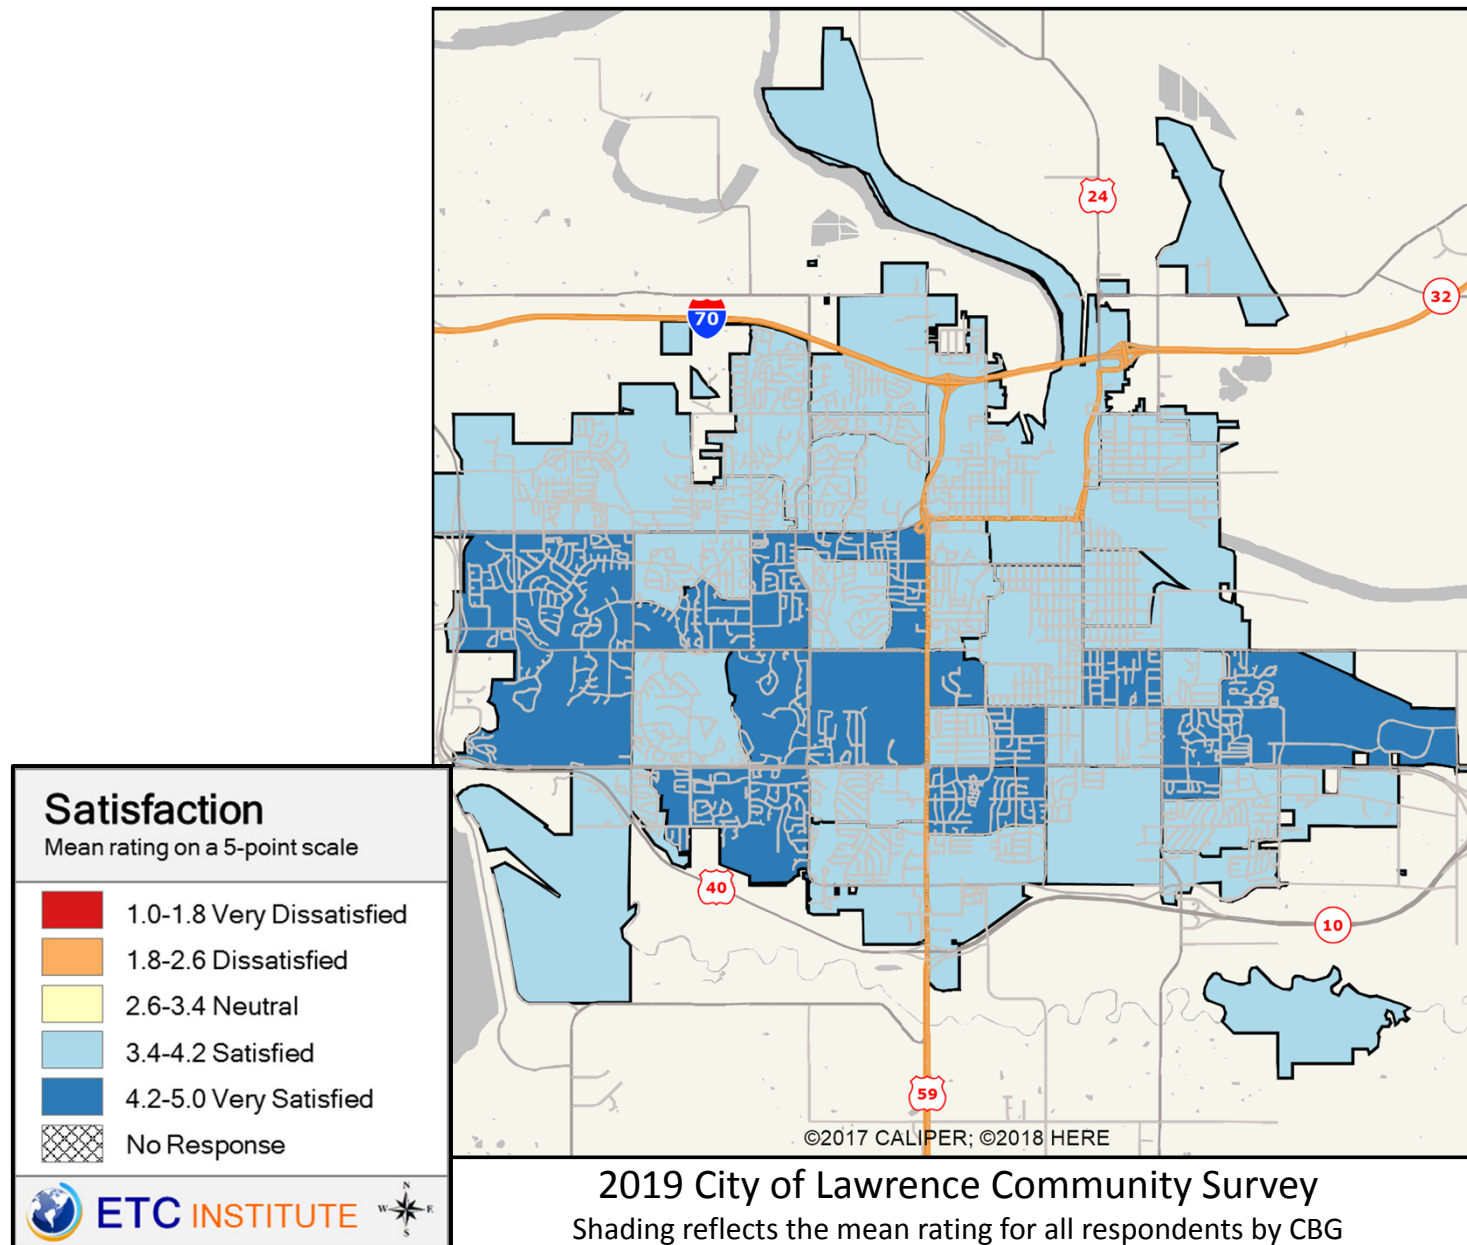 24
32
70
40
10
59
©2017 CALIPER; ©2018 HERE
Satisfaction
Mean rating on a 5-point scale
1.0-1.8 Very Dissatisfied
1.8-2.6 Dissatisfied
2.6-3.4 Neutral
3.4-4.2 Satisfied
4.2-5.0 Very Satisfied
No Response
ETC INSTITUTE
N
W E
S
2019 City of Lawrence Community Survey
Shading reflects the mean rating for all respondents by CBG